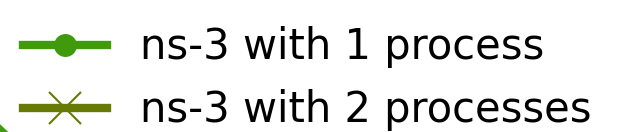 ns-3 with 1 process
ns-3 with 2 processes